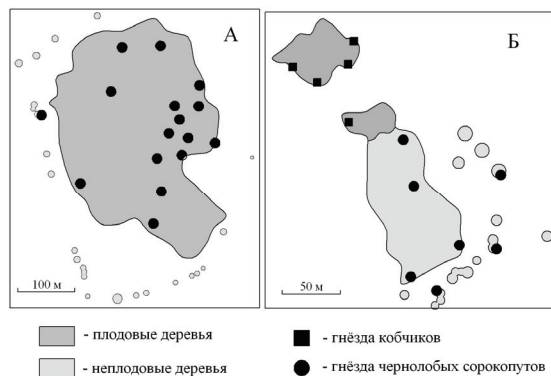 А
Б
100 м
50 м
- плодовые деревья
- гнёзда кобчиков
- неплодовые деревья
- гнёзда чернолобых сорокопутов